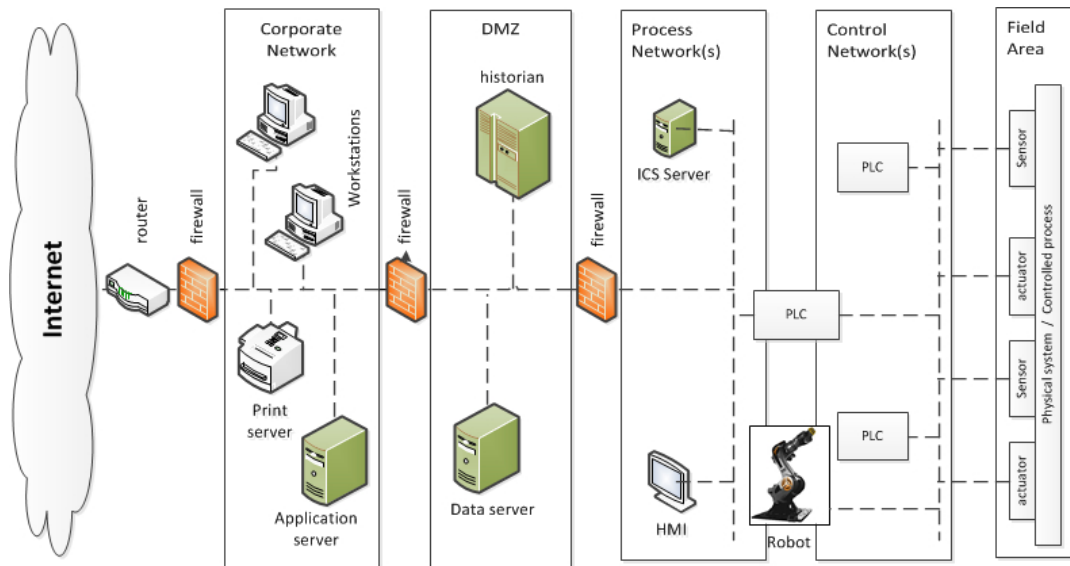 Internet
router
firewall
Corporate
Network
Workstations
Print
server
Application
server
firewall
DMZ
historian
Data server
firewall
Process
Network(s)
ICS Server
HMI
PLC
Robot
Control
Network(s)
PLC
PLC
Field
Area
Sensor
actuator
Sensor
actuator
Physical system / Controlled process